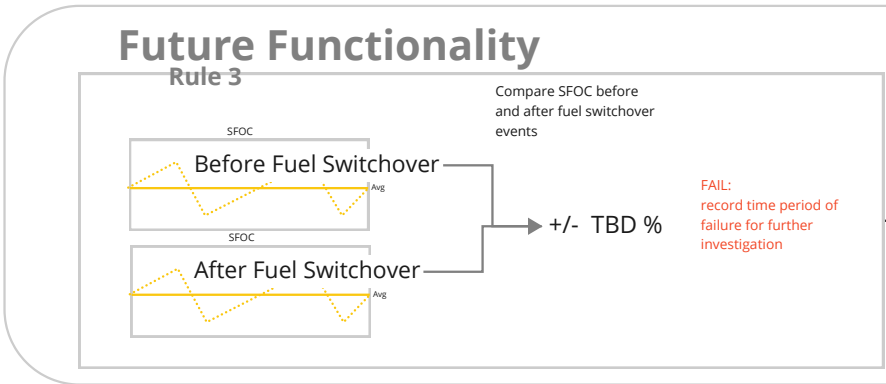 Future Functionality
Rule 3
Compare SFOC before
and after fuel switchover
events
SFOC
Before Fuel Switchover
Avg
FAIL:
record time period of
failure for further
investigation
+/- TBD %
SFOC
After Fuel Switchover
Avg